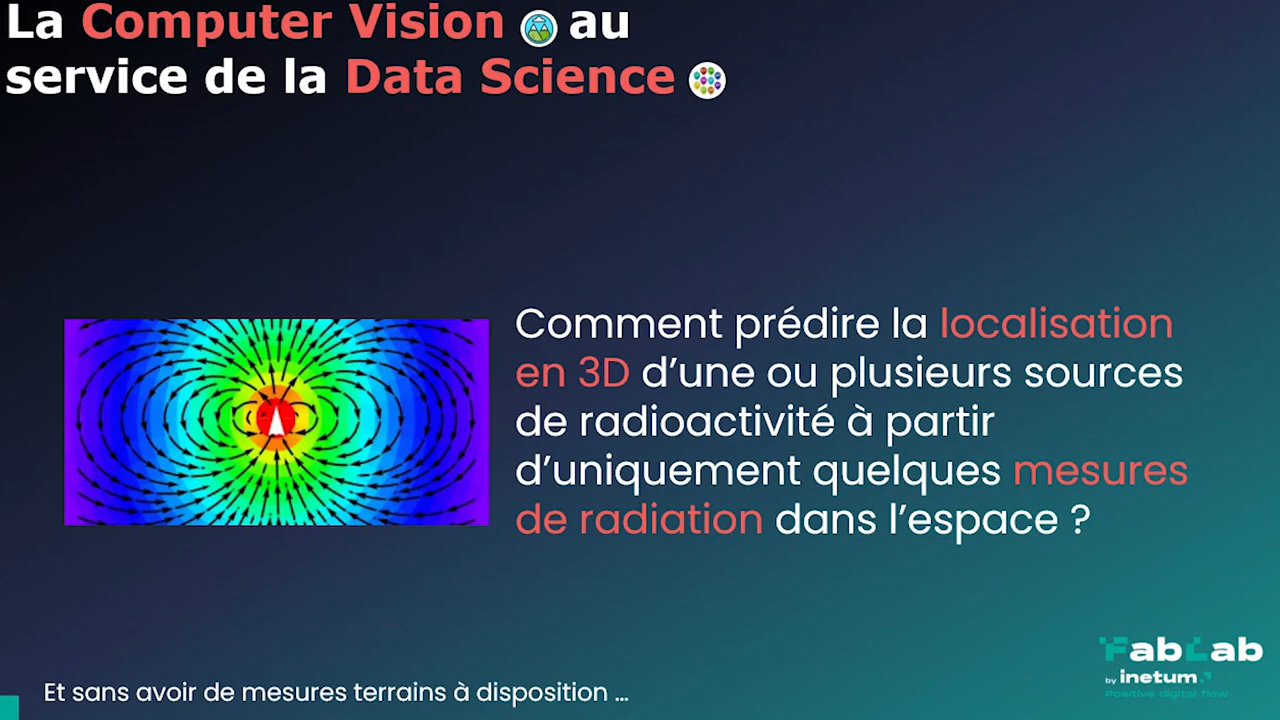 La Computer Vision au
service de la Data Science
Comment prédire la localisation
en 3D d’une ou plusieurs sources
de radioactivité à partir
d’uniquement quelques mesures
de radiation dans l’espace ?
FabLab
by inetum
Positive digital flow
Et sans avoir de mesures terrains à disposition ...